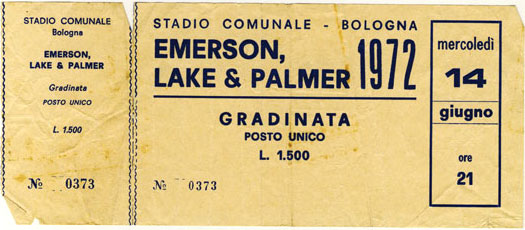 STADIO COMUNALE
Bologna
EMERSON,
LAKE & PALMER
Gradinata
POSTO UNICO
L. 1.500
№ 0373
STADIO COMUNALE - BOLOGNA
EMERSON,
LAKE & PALMER 1972
GRADINATA
POSTO UNICO
L. 1.500
№ 0373
mercoledì
14
giugno
ore
21